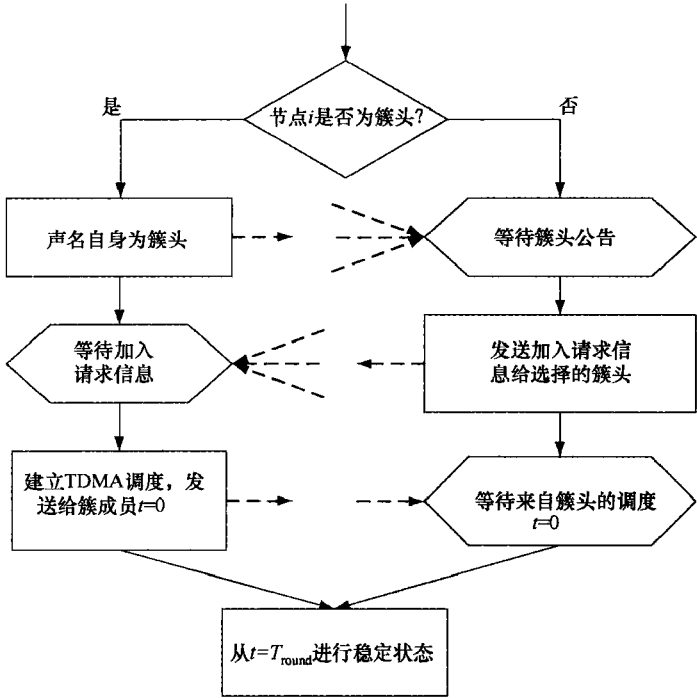 节点i是否为簇头?
是
否
声名自身为簇头
等待簇头公告
等待加入
请求信息
发送加入请求信
息给选择的簇头
建立TDMA调度，发
送给簇成员t=0
等待来自簇头的调度
t=0
从t=Tround进行稳定状态